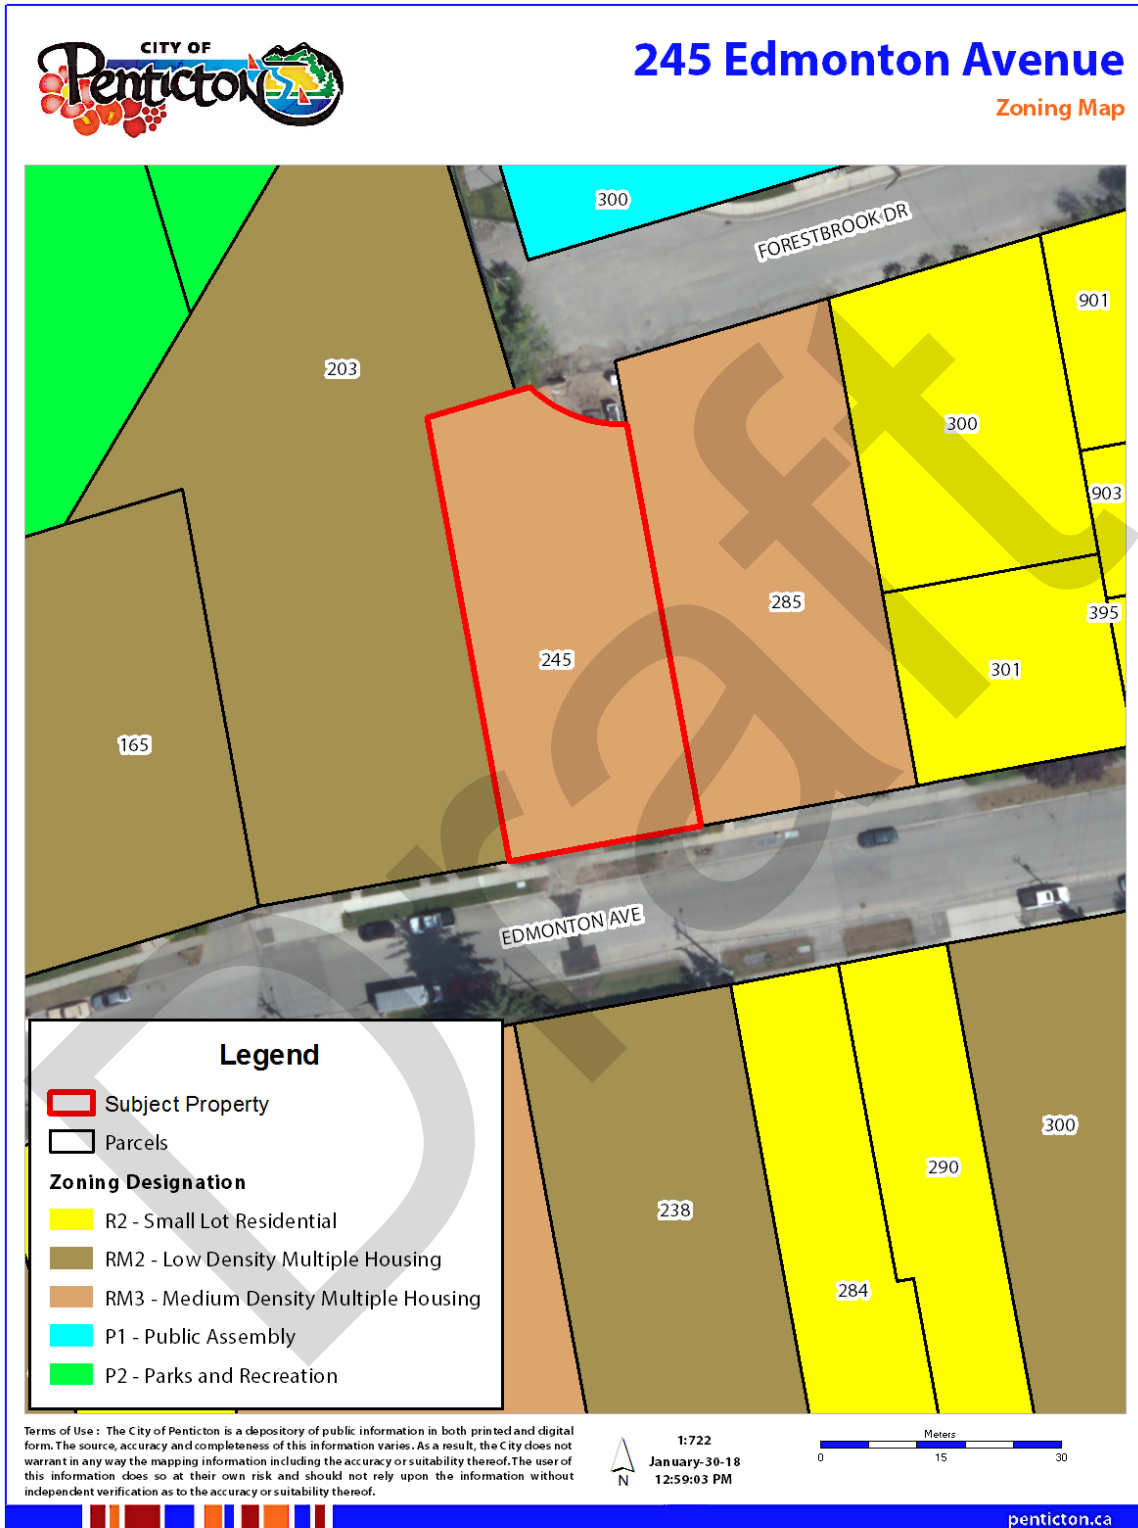 CITY OF
Penticton
245 Edmonton Avenue
Zoning Map
300
FORESTBROOK DR
901
203
300
903
285
395
245
301
165
EDMONTON AVE
Draft
Legend
Subject Property
Parcels
Zoning Designation
R2 - Small Lot Residential
RM2 - Low Density Multiple Housing
RM3 - Medium Density Multiple Housing
P1 - Public Assembly
P2 - Parks and Recreation
300
290
238
284
Terms of Use : The City of Penticton is a depository of public information in both printed and digital
form. The source, accuracy and completeness of this information varies. As a result, the City does not
warrant in any way the mapping information including the accuracy or suitability thereof. The user of
this information does so at their own risk and should not rely upon the information without
independent verification as to the accuracy or suitability thereof.
N
1:722
January-30-18
12:59:03 PM
Meters
0 15 30
penticton.ca